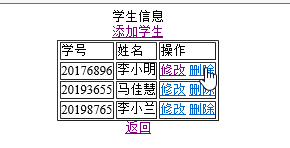 学生信息
添加学生
学号 姓名 操作
20176896 李小明 修改 删除
20193655 马佳慧 修改 删除
20198765 李小兰 修改 删除
返回